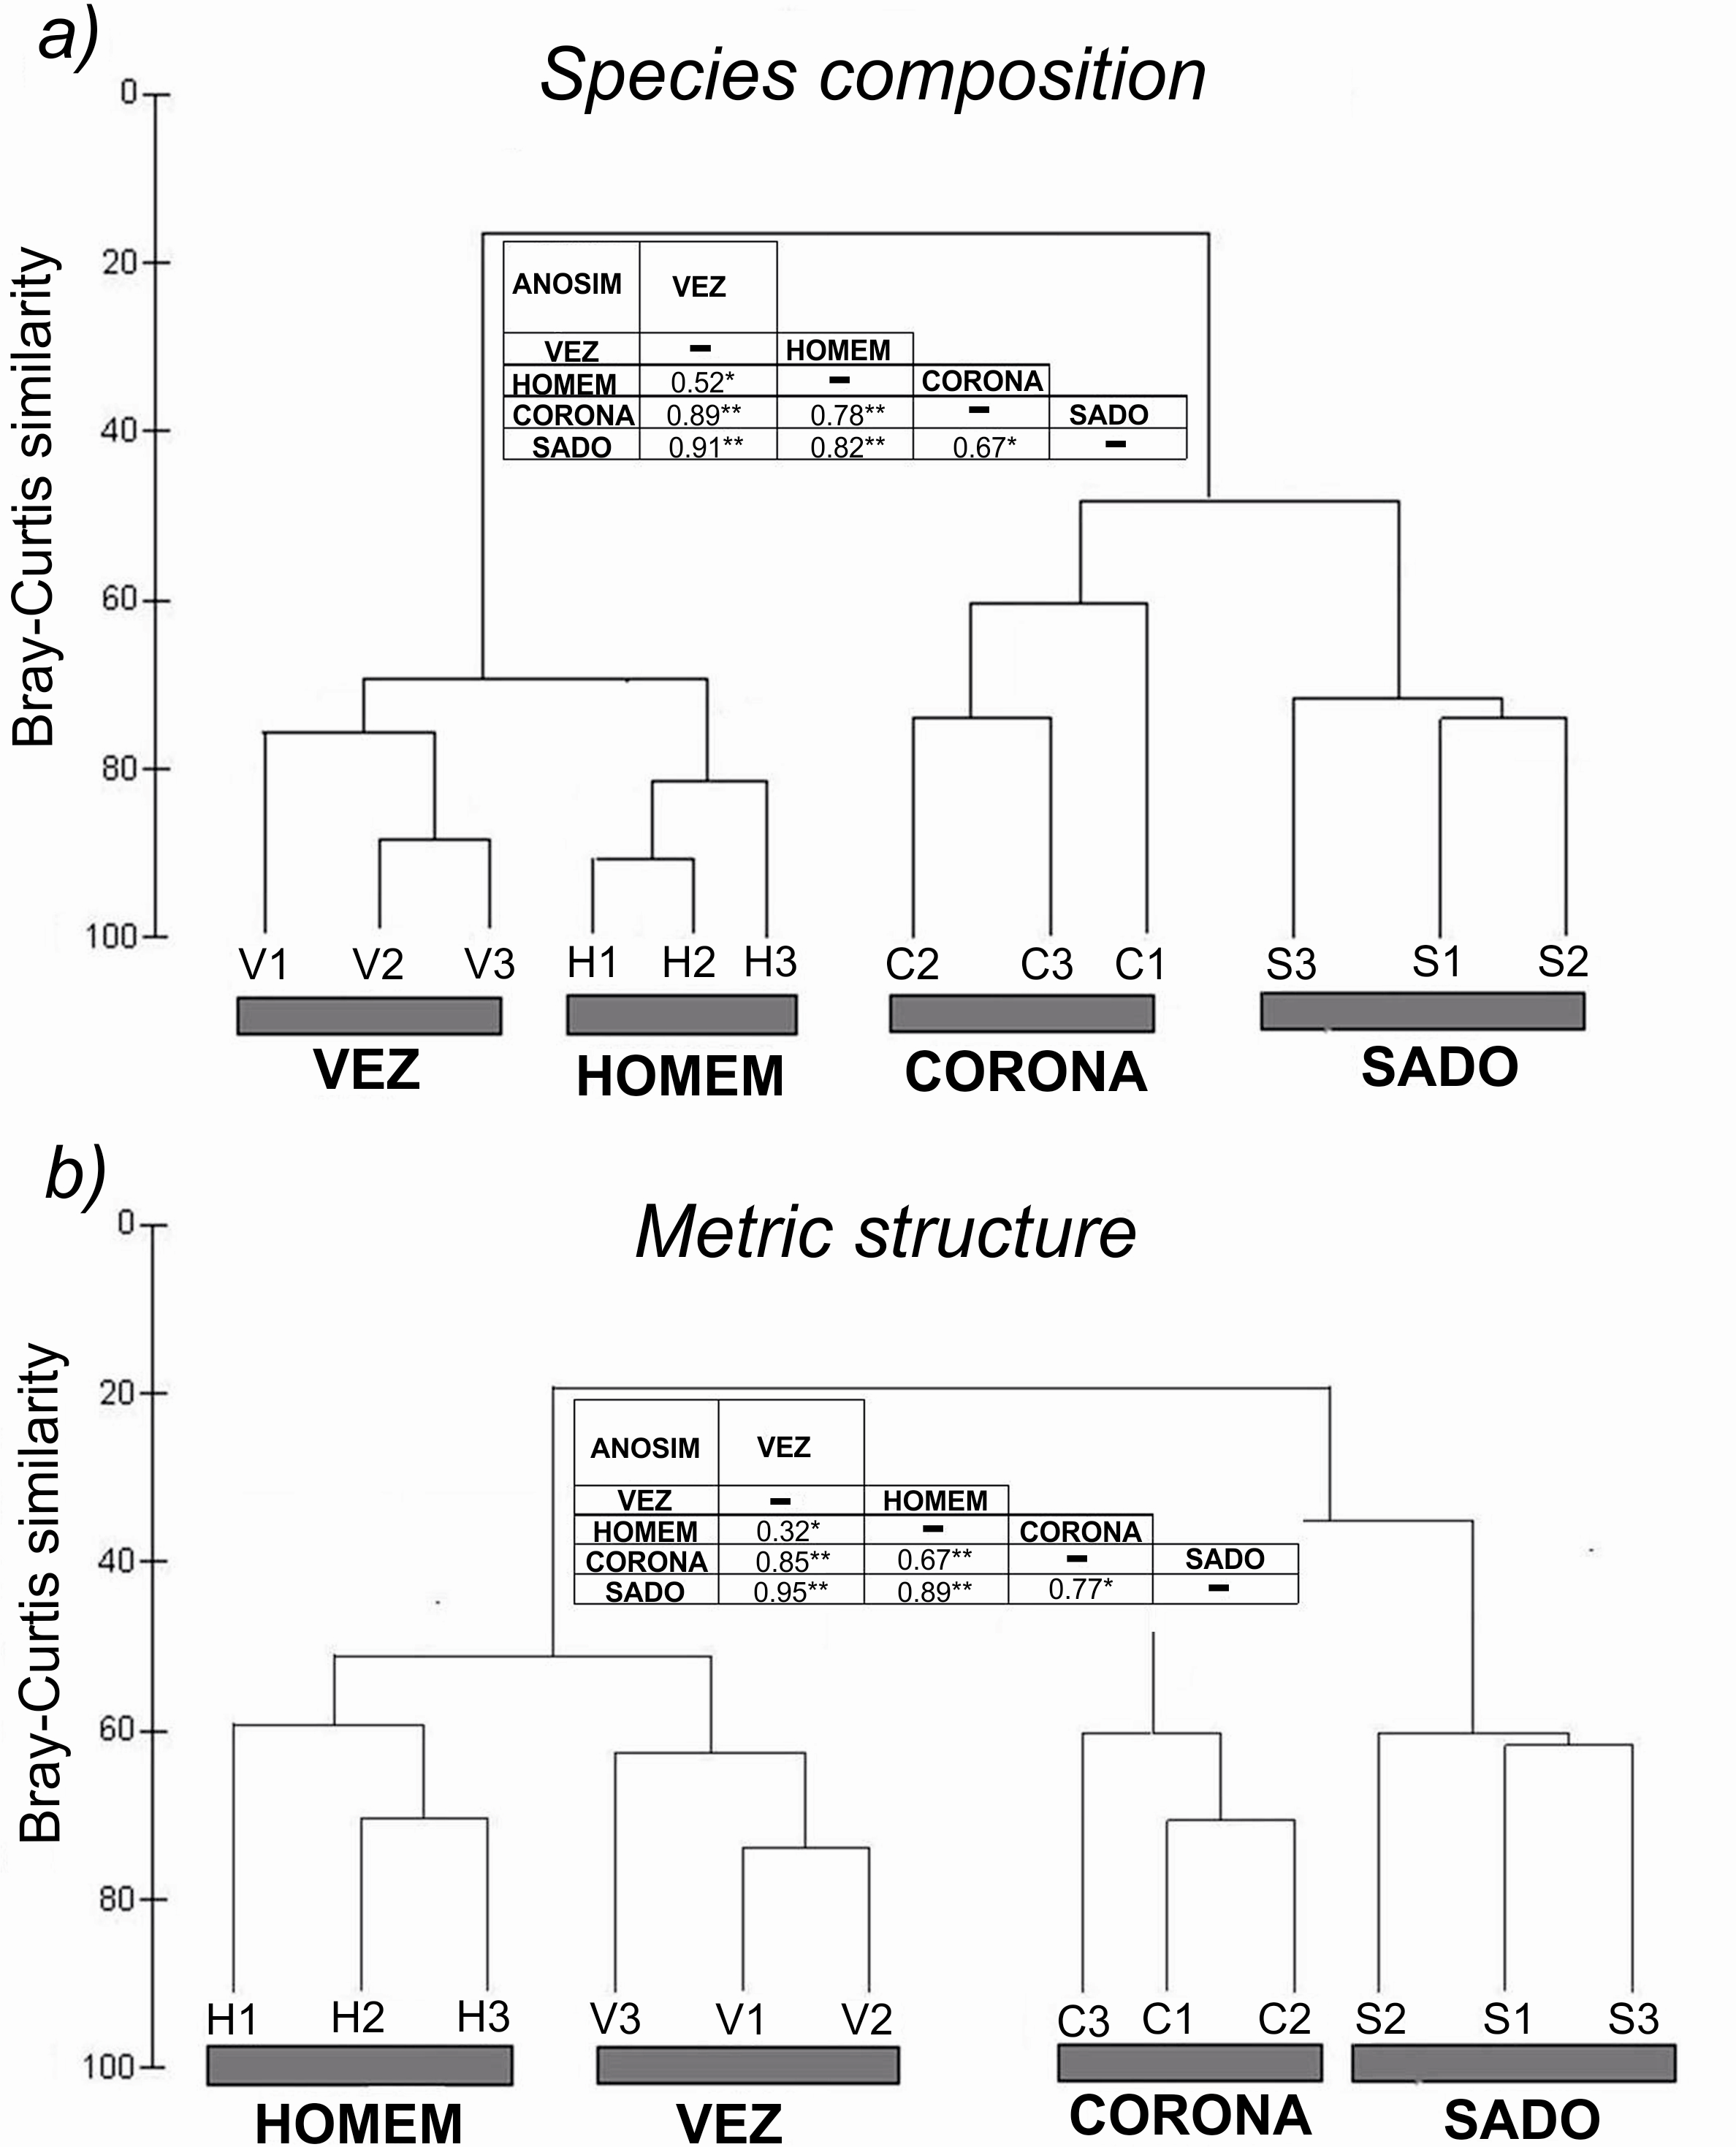 a)
Species composition
Bray-Curtis similarity
0
20
40
60
80
100
ANOSIM VEZ
VEZ - HOMEM
HOMEM 0.52* - CORONA
CORONA 0.89** 0.78** - SADO
SADO 0.91** 0.82** 0.67* -
V1 V2 V3 H1 H2 H3 C2 C3 C1 S3 S1 S2
VEZ HOMEM CORONA SADO
b)
Metric structure
Bray-Curtis similarity
0
20
40
60
80
100
ANOSIM VEZ
VEZ - HOMEM
HOMEM 0.32* - CORONA
CORONA 0.85** 0.67** - SADO
SADO 0.95** 0.89** 0.77* -
H1 H2 H3 V3 V1 V2 C3 C1 C2 S2 S1 S3
HOMEM VEZ CORONA SADO